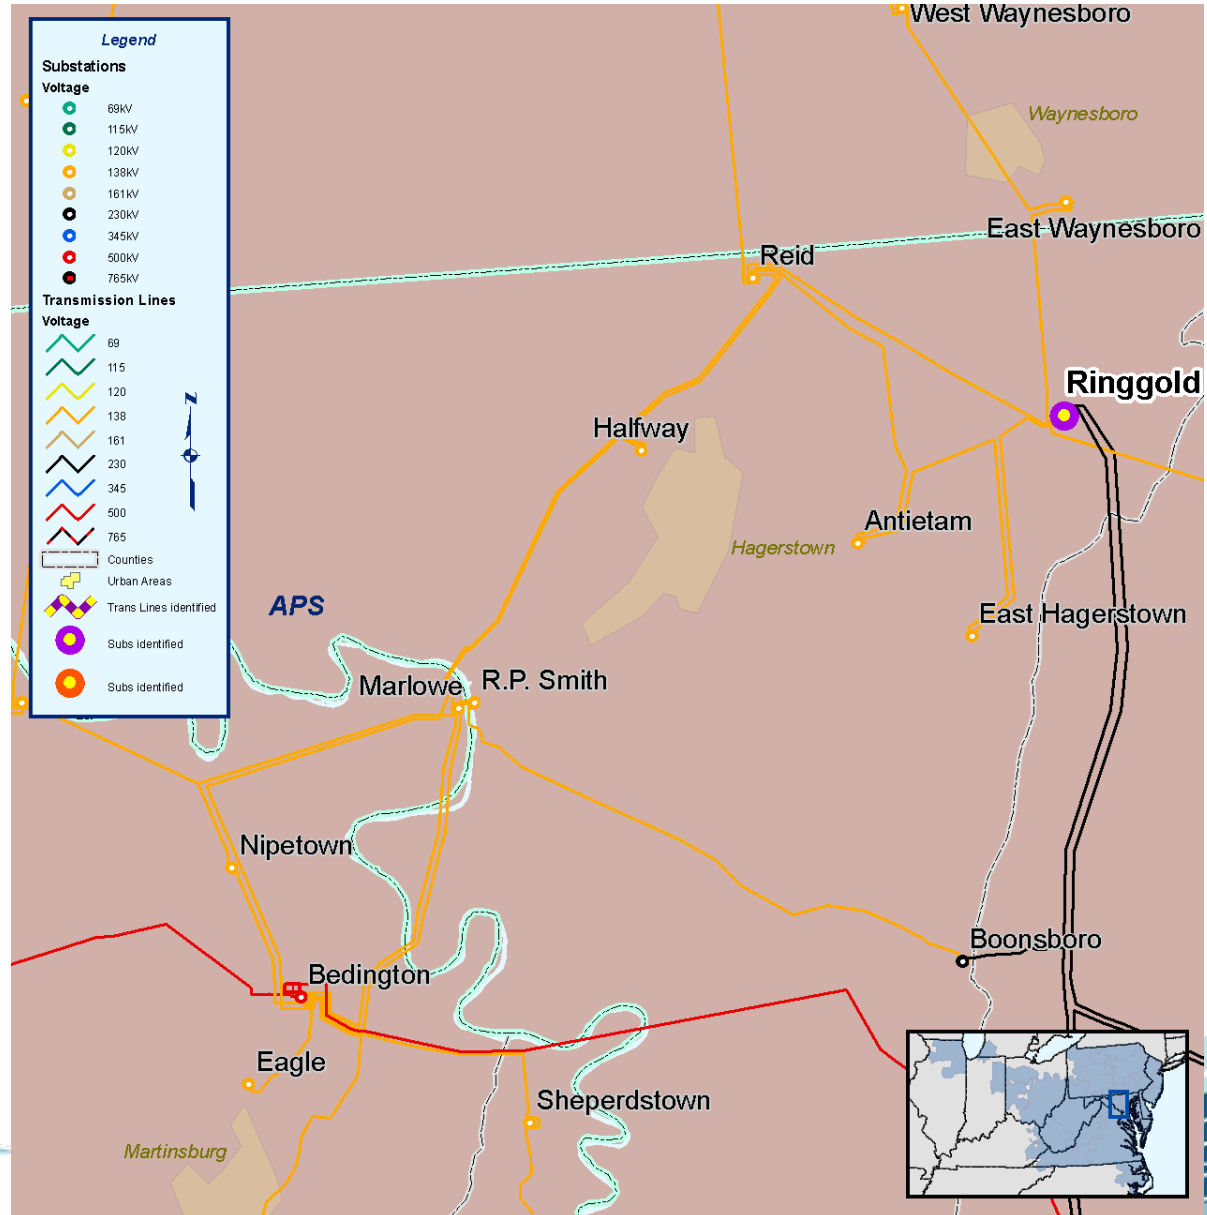 Legend
Substations
Voltage
69kV
115kV
120kV
138kV
161kV
230kV
345kV
500kV
765kV
Transmission Lines
Voltage
69
115
120
138
161
230
345
500
765
Counties
Urban Areas
Trans Lines identified
Subs identified
Subs identified
N
West Waynesboro
Waynesboro
East Waynesboro
Reid
Ringgold
Halfway
Antietam
Hagerstown
APS
East Hagerstown
Marlowe
R.P. Smith
Nipetown
Boonsboro
Bedington
Eagle
Sheperdstown
Martinsburg